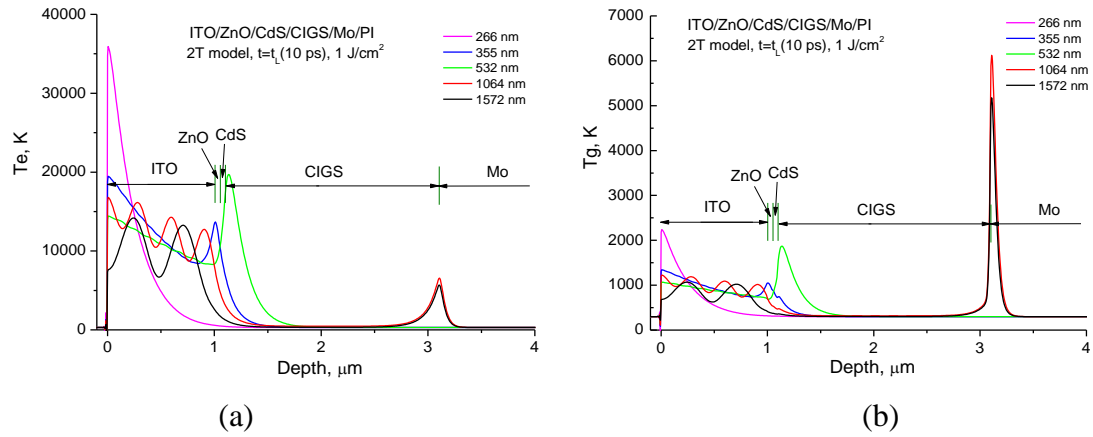 ITO/ZnO/CdS/CIGS/Mo/PI
2T model, t=t_L(10 ps), 1 J/cm²
266 nm
355 nm
532 nm
1064 nm
1572 nm
ZnO
CdS
ITO
CIGS
Mo
Te, K
40000
30000
20000
10000
0
0
1
2
3
4
Depth, μm
(a)
ITO/ZnO/CdS/CIGS/Mo/PI
2T model, t=t_L(10 ps), 1 J/cm²
266 nm
355 nm
532 nm
1064 nm
1572 nm
ZnO
CdS
ITO
CIGS
Mo
Tg, K
7000
6000
5000
4000
3000
2000
1000
0
0
1
2
3
4
Depth, μm
(b)